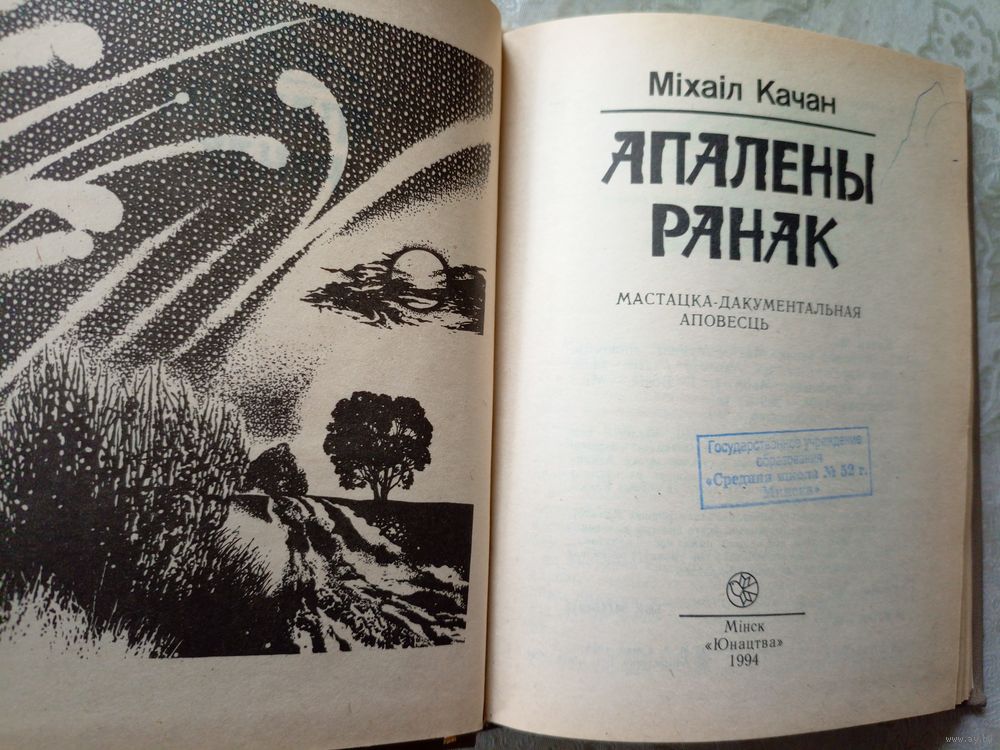 Міхаіл Качан
АПАЛЕНЫ
РАНАК
МАСТАЦКА-ДАКУМЕНТАЛЬНАЯ
АПОВЕСЦЬ
Государственное учреждение
образования
«Средняя школа № 52 г.
Минска»
Мінск
«Юнацтва»
1994